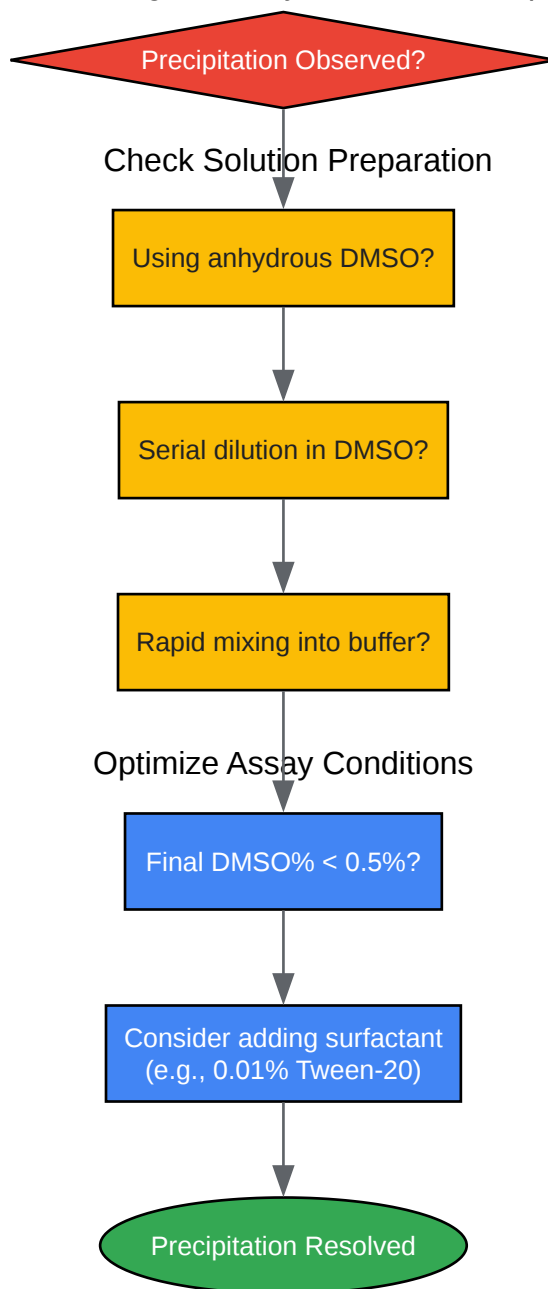 Precipitation Observed?
Check Solution Preparation
Using anhydrous DMSO?
Serial dilution in DMSO?
Rapid mixing into buffer?
Optimize Assay Conditions
Final DMSO% < 0.5%?
Consider adding surfactant
(e.g., 0.01% Tween-20)
Precipitation Resolved